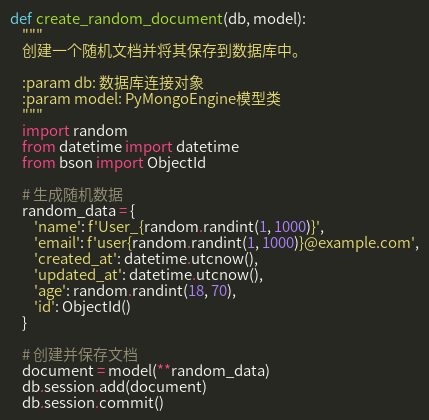 def create_random_document(db, model):
"""
创建一个随机文档并将其保存到数据库中。
:param db: 数据库连接对象
:param model: PyMongoEngine模型类
"""
import random
from datetime import datetime
from bson import ObjectId
# 生成随机数据
random_data = {
'name': f'User_{random.randint(1, 1000)}',
'email': f'user{random.randint(1, 1000)}@example.com',
'created_at': datetime.utcnow(),
'updated_at': datetime.utcnow(),
'age': random.randint(18, 70),
'id': ObjectId()
}
# 创建并保存文档
document = model(**random_data)
db.session.add(document)
db.session.commit()